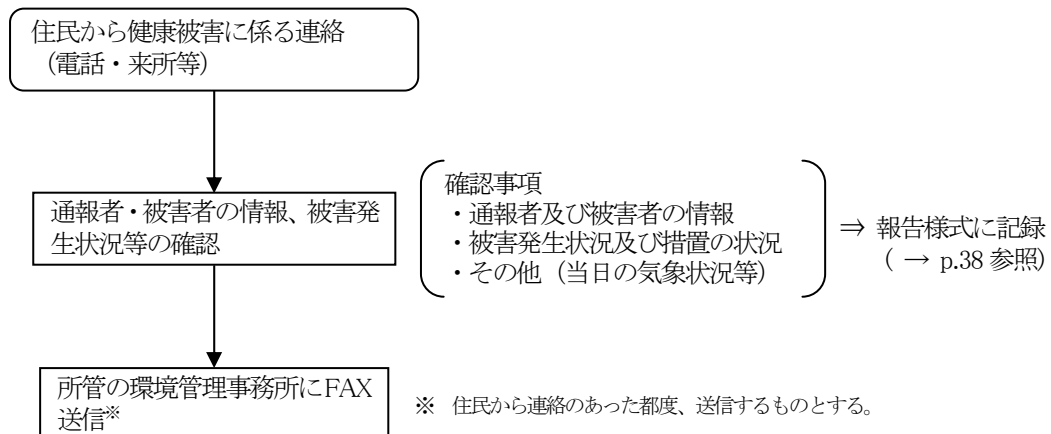 住民から健康被害に係る連絡
（電話・来所等）
通報者・被害者の情報、被害発
生状況等の確認
確認事項
・通報者及び被害者の情報
・被害発生状況及び措置の状況
・その他（当日の気象状況等）
⇒ 報告様式に記録
（ → p.38 参照）
所管の環境管理事務所にFAX
送信※
※ 住民から連絡のあった都度、送信するものとする。